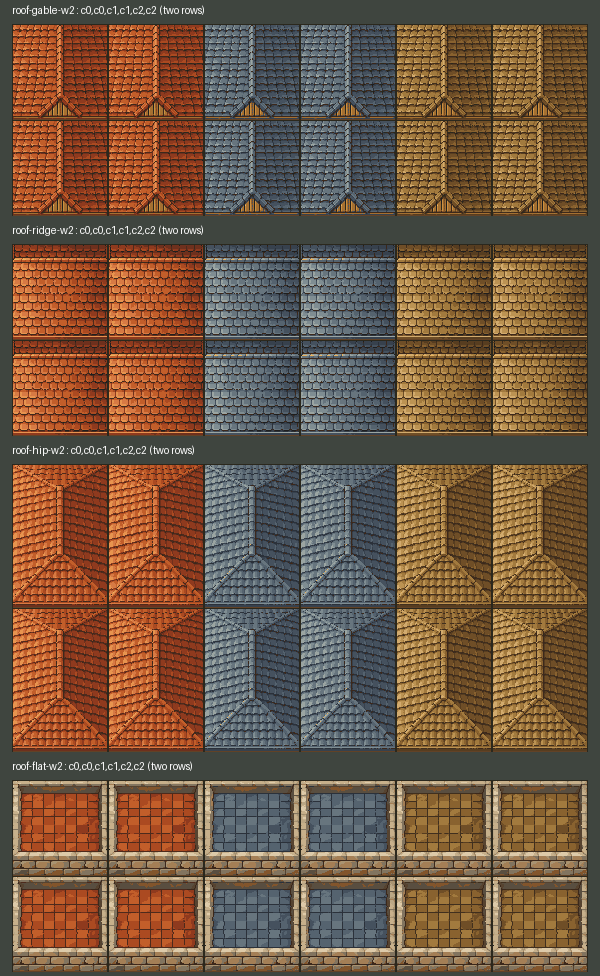 roof-gable-w2: c0,c0,c1,c1,c2,c2 (two rows)
roof-ridge-w2: c0,c0,c1,c1,c2,c2 (two rows)
roof-hip-w2: c0,c0,c1,c1,c2,c2 (two rows)
roof-flat-w2: c0,c0,c1,c1,c2,c2 (two rows)